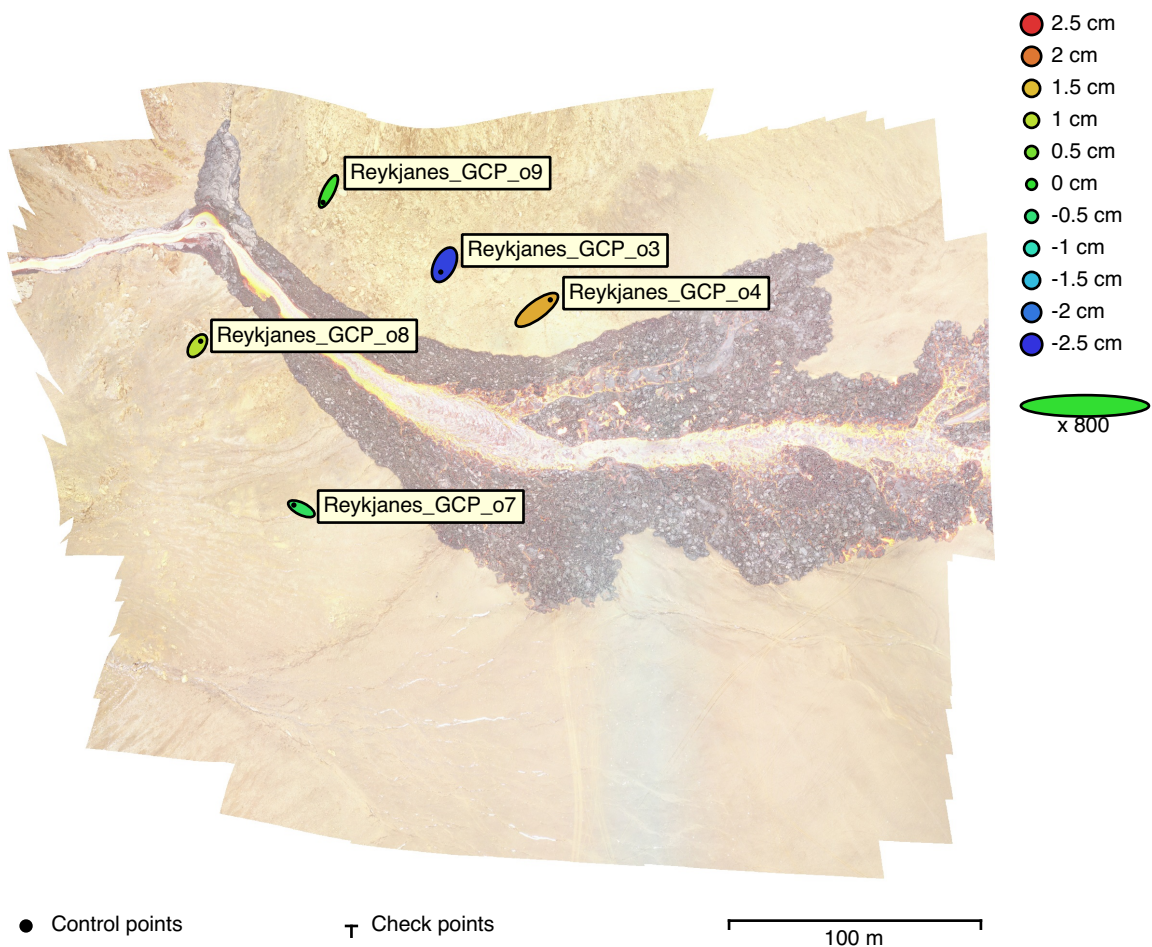 2.5 cm
2 cm
1.5 cm
1 cm
0.5 cm
0 cm
-0.5 cm
-1 cm
-1.5 cm
-2 cm
-2.5 cm
x 800
Reykjanes_GCP_o9
Reykjanes_GCP_o3
Reykjanes_GCP_o4
Reykjanes_GCP_o8
Reykjanes_GCP_o7
Control points
Check points
100 m